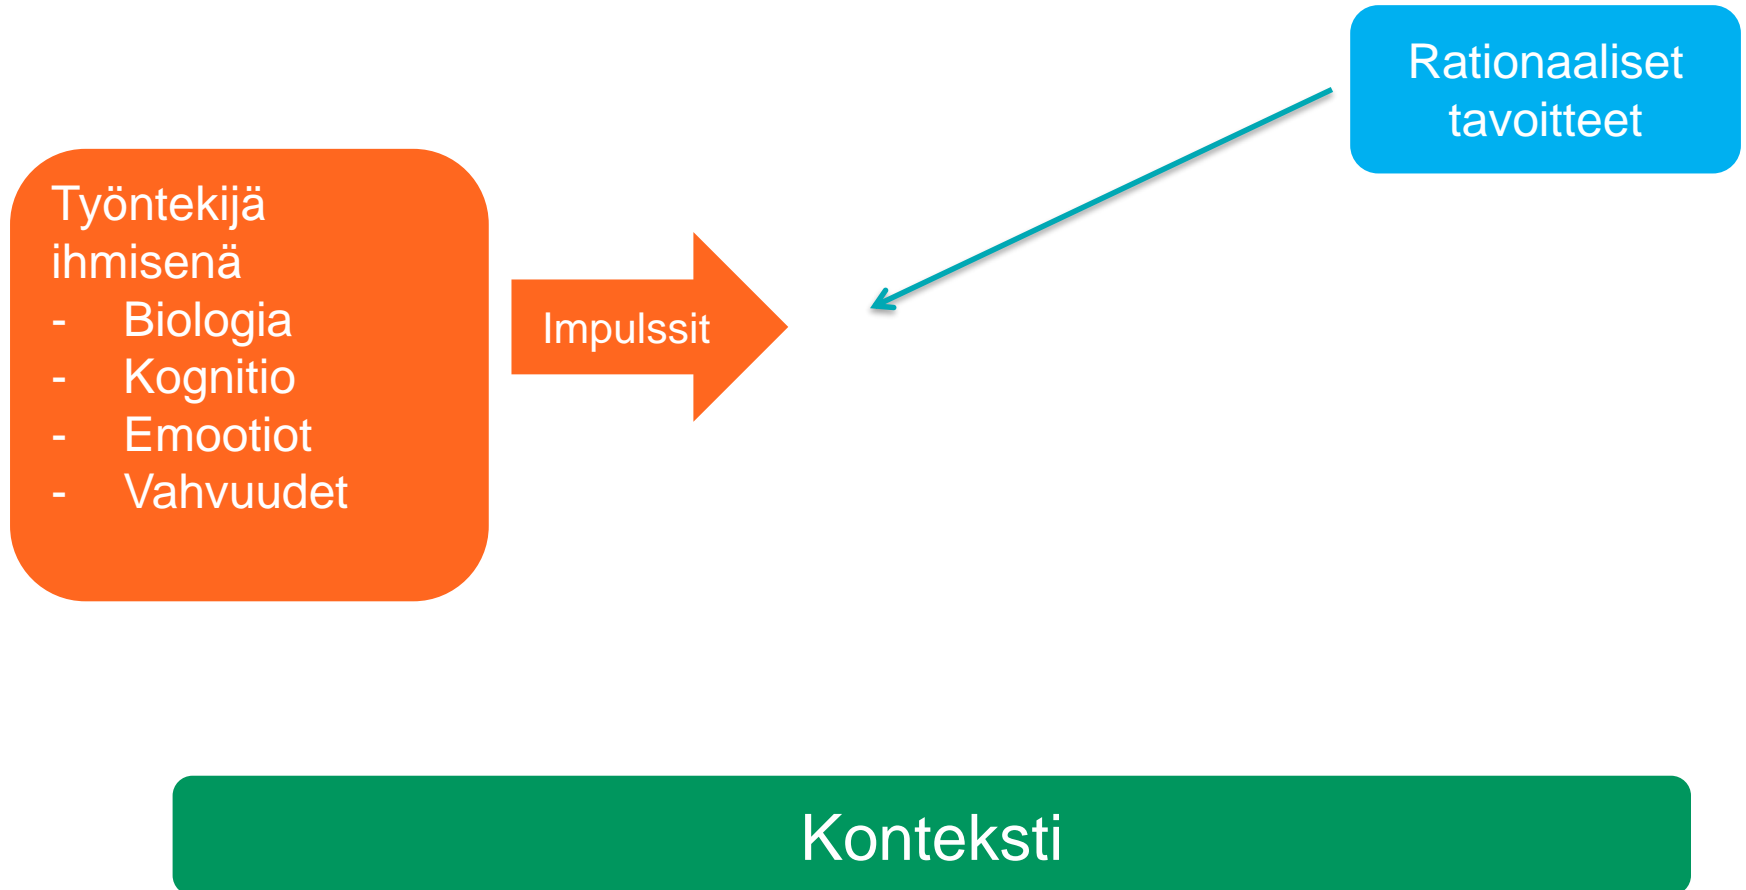 Rationaaliset
tavoitteet
Työntekijä
ihmisenä
- Biologia
- Kognitio
- Emootiot
- Vahvuudet
Impulssit
Konteksti